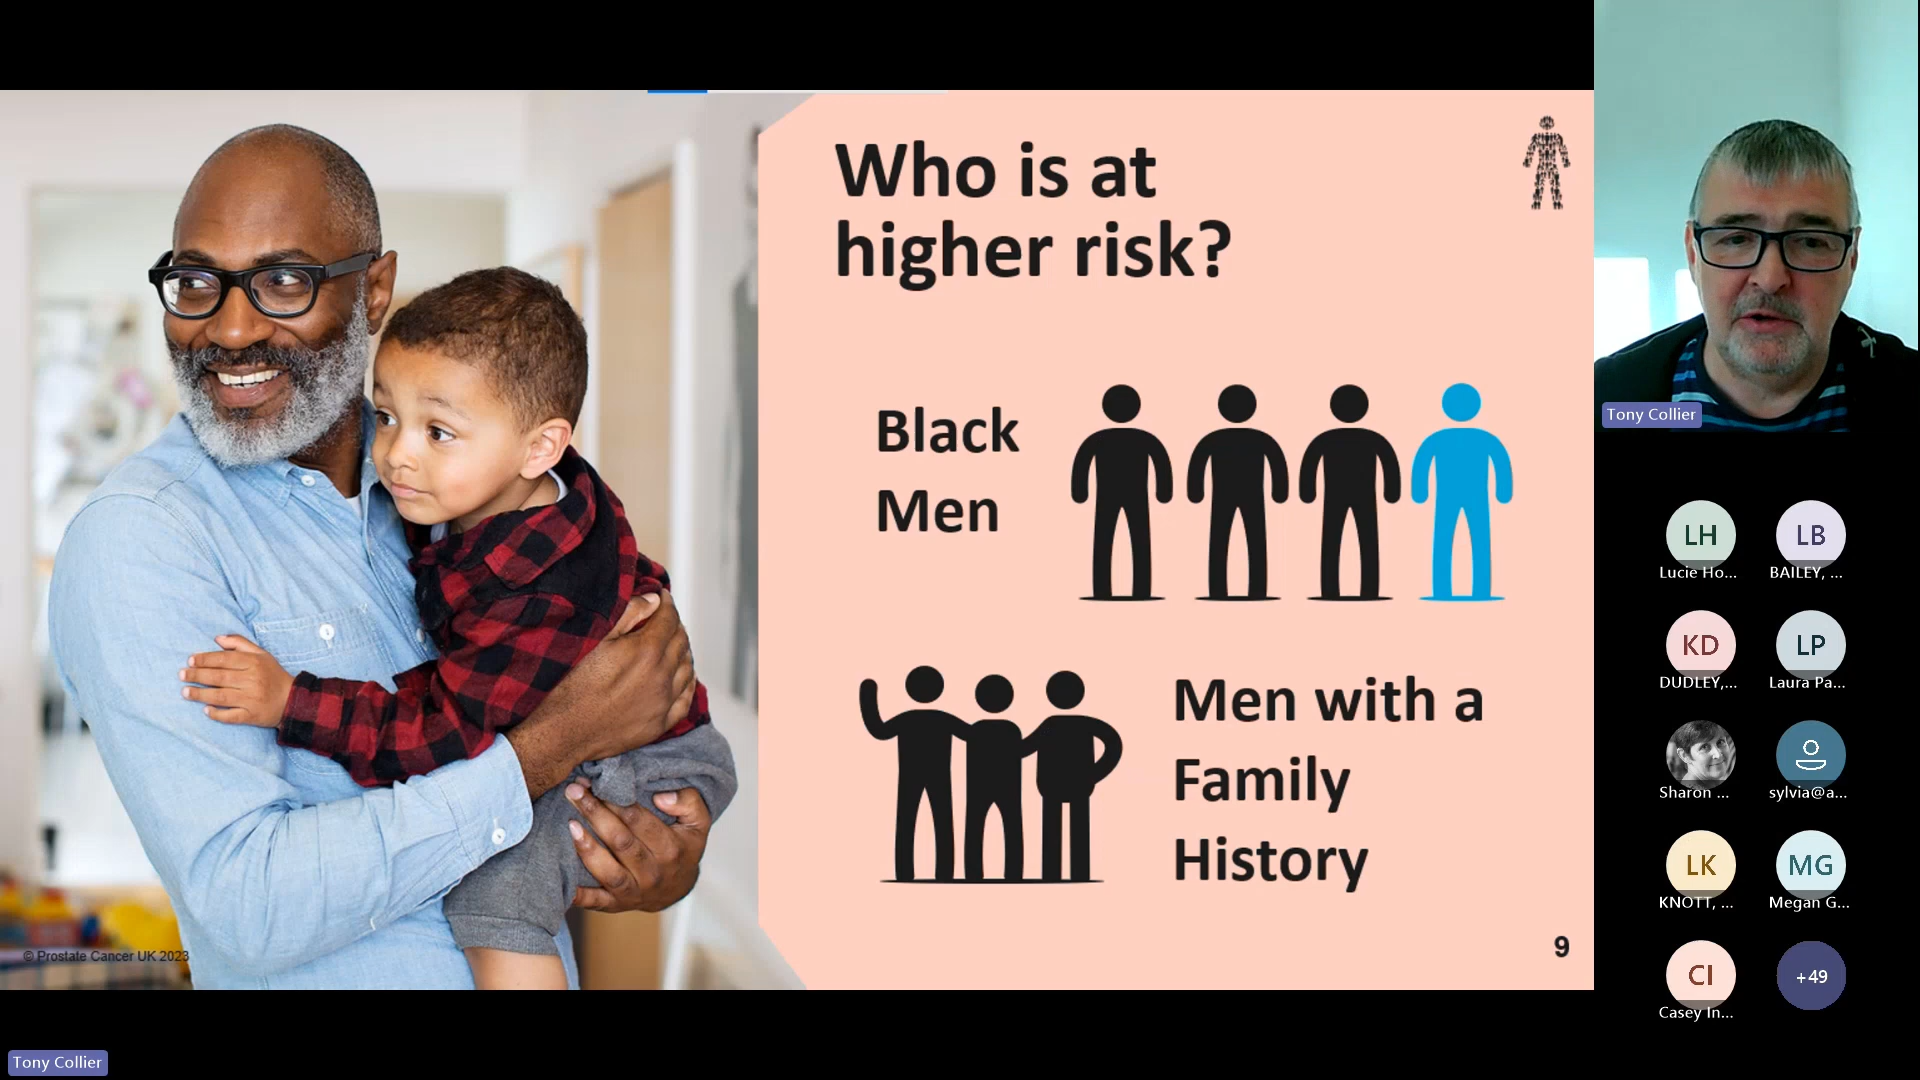 Who is at
higher risk?
Black
Men
Men with a
Family
History
© Prostate Cancer UK 2023
9
Tony Collier
Tony Collier
LH
Lucie Ho...
LB
BAILEY, ...
KD
DUDLEY,...
LP
Laura Pa...
Sharon ...
sylvia@a...
LK
KNOTT, ...
MG
Megan G...
CI
Casey In...
+49